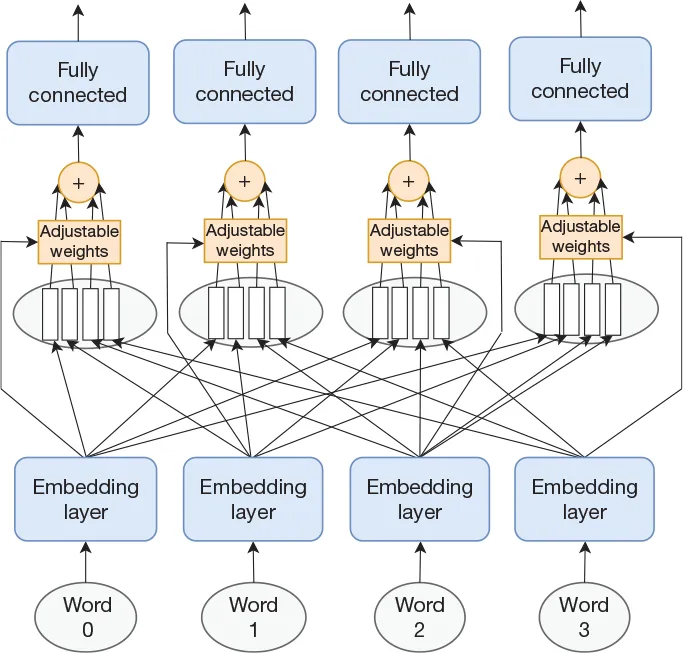 Fully
connected
Fully
connected
Fully
connected
Fully
connected
+
+
+
+
Adjustable
weights
Adjustable
weights
Adjustable
weights
Adjustable
weights
Embedding
layer
Embedding
layer
Embedding
layer
Embedding
layer
Word
0
Word
1
Word
2
Word
3